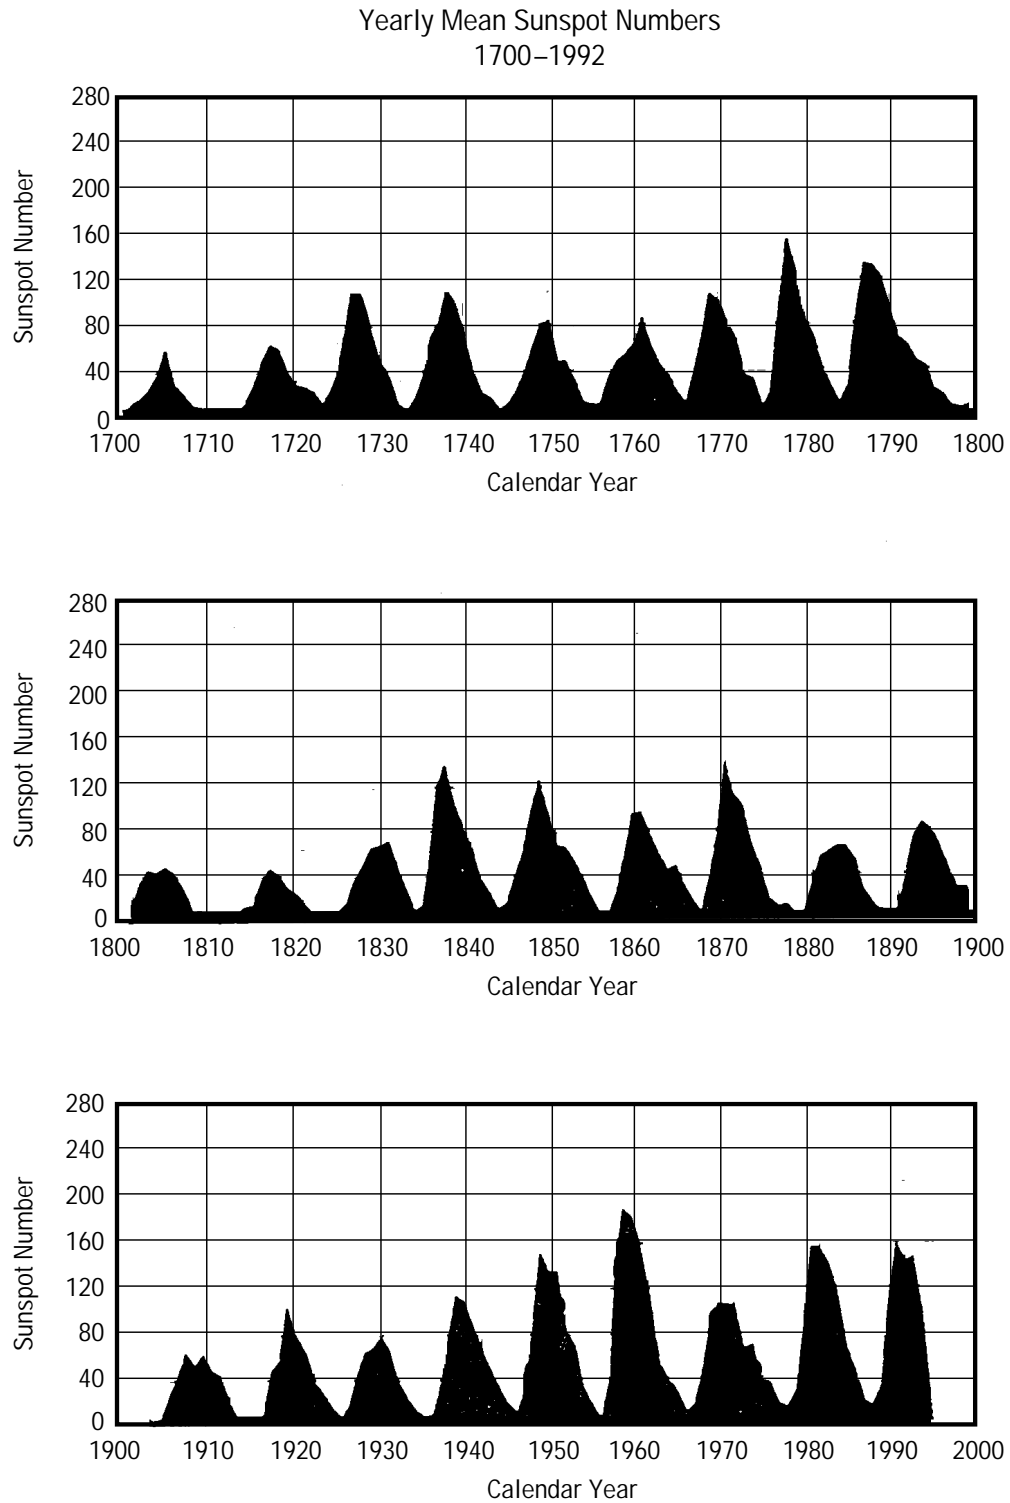 Yearly Mean Sunspot Numbers
1700–1992
280
240
200
160
120
80
40
0
Sunspot Number
1700 1710 1720 1730 1740 1750 1760 1770 1780 1790 1800
Calendar Year
280
240
200
160
120
80
40
0
Sunspot Number
1800 1810 1820 1830 1840 1850 1860 1870 1880 1890 1900
Calendar Year
280
240
200
160
120
80
40
0
Sunspot Number
1900 1910 1920 1930 1940 1950 1960 1970 1980 1990 2000
Calendar Year